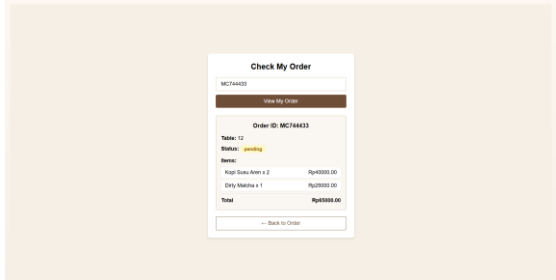 Check My Order
MC744433
View My Order
Order ID: MC744433
Table: 12
Status: pending
Items:
Kopi Susu Aren x 2 Rp40000.00
Dirty Matcha x 1 Rp25000.00
Total Rp65000.00
← Back to Order